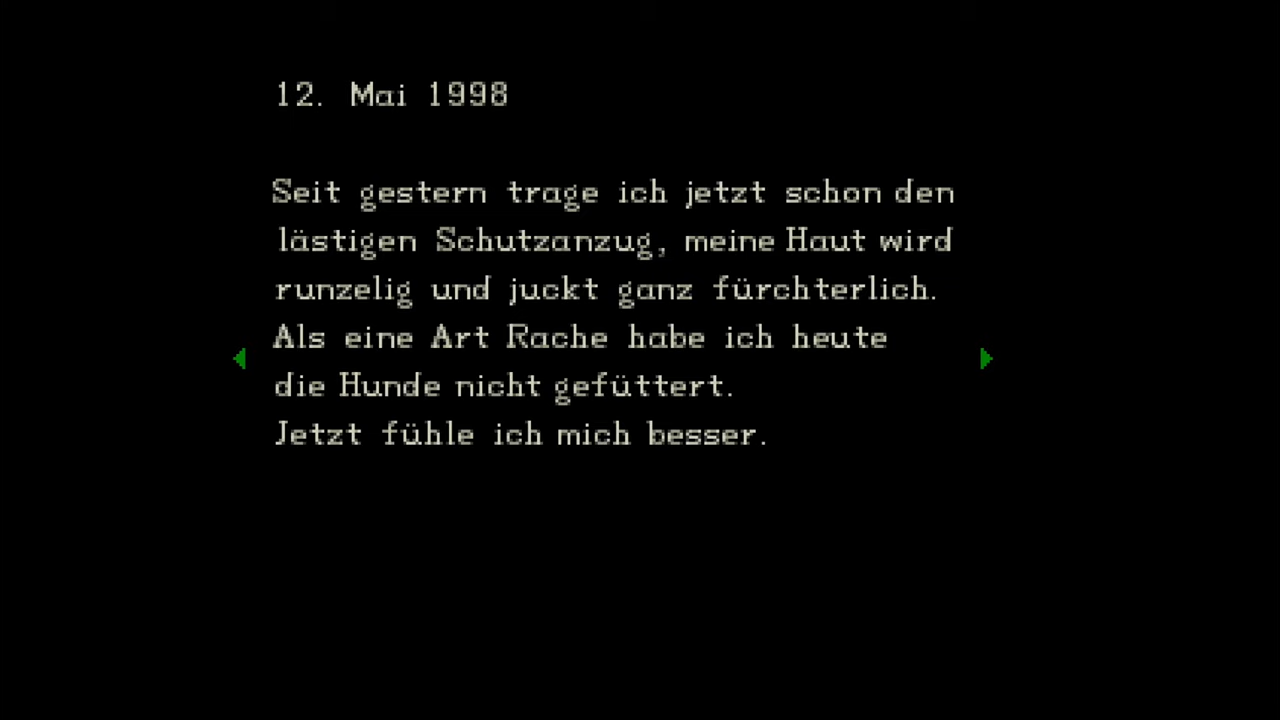 12. Mai 1998
Seit gestern trage ich jetzt schon den
lästigen Schutzanzug, meine Haut wird
runzelig und juckt ganz fürchterlich.
Als eine Art Rache habe ich heute
die Hunde nicht gefüttert.
Jetzt fühle ich mich besser.